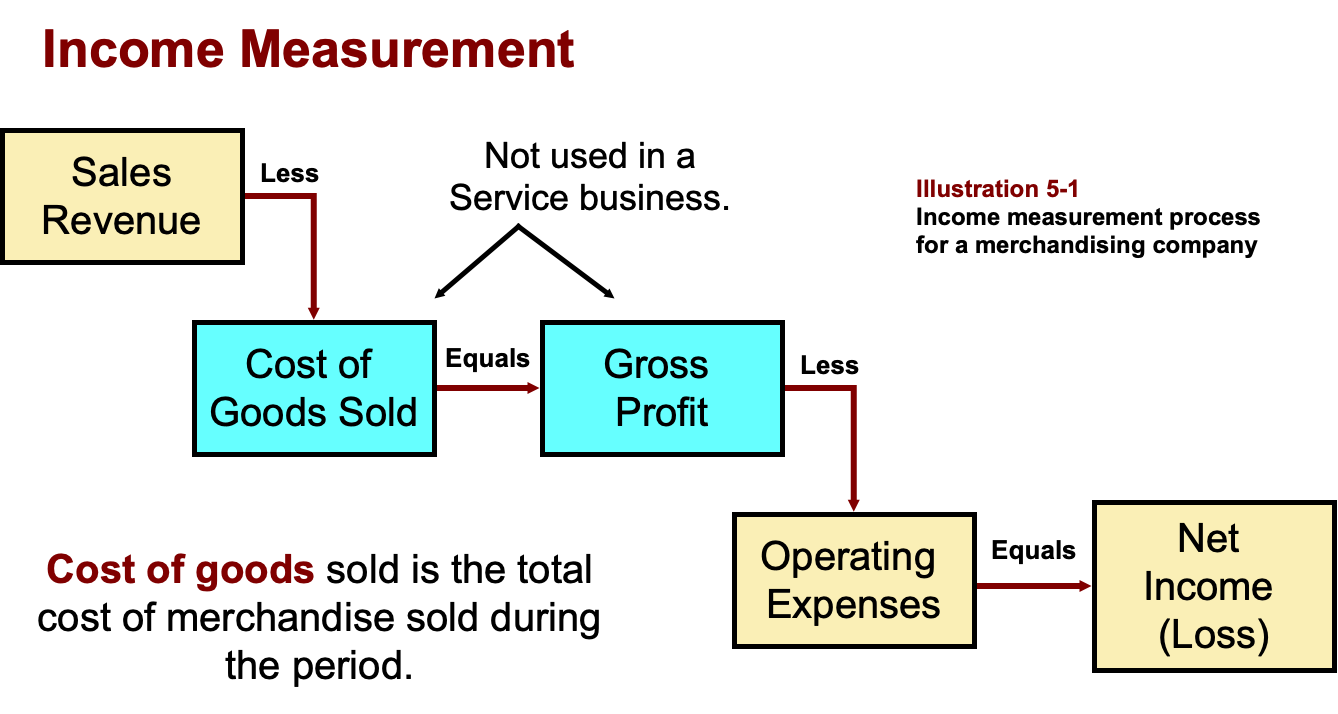 Income Measurement
Sales
Revenue
Less
Not used in a
Service business.
Illustration 5-1
Income measurement process
for a merchandising company
Cost of
Goods Sold
Equals
Gross
Profit
Less
Operating
Expenses
Equals
Net
Income
(Loss)
Cost of goods sold is the total
cost of merchandise sold during
the period.